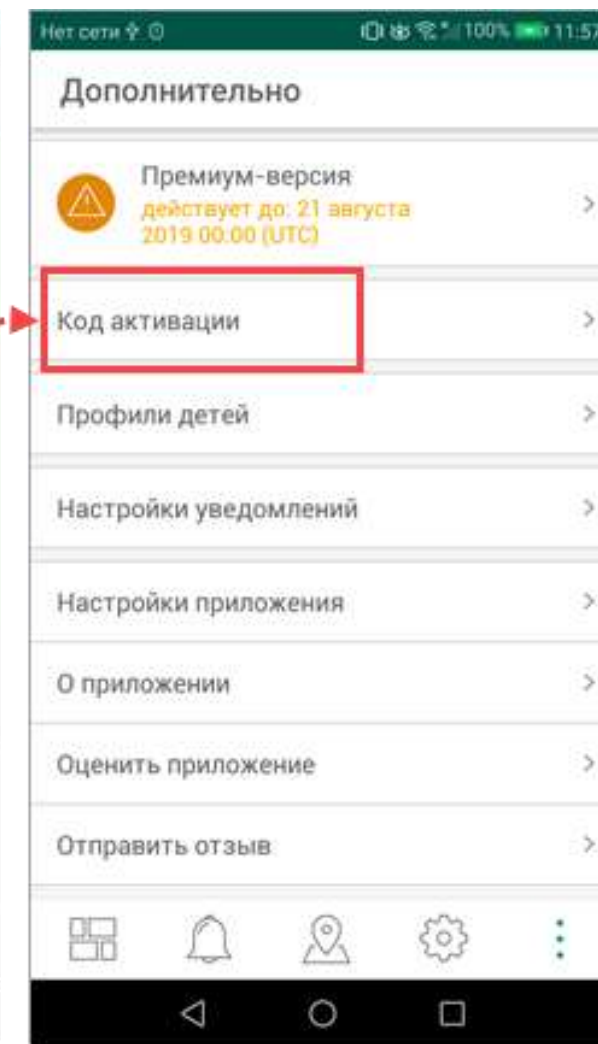 Нет сети 100% 11:57
Дополнительно
Премиум-версия
действует до: 21 августа
2019 00:00 (UTC)
Код активации
Профили детей
Настройки уведомлений
Настройки приложения
О приложении
Оценить приложение
Отправить отзыв